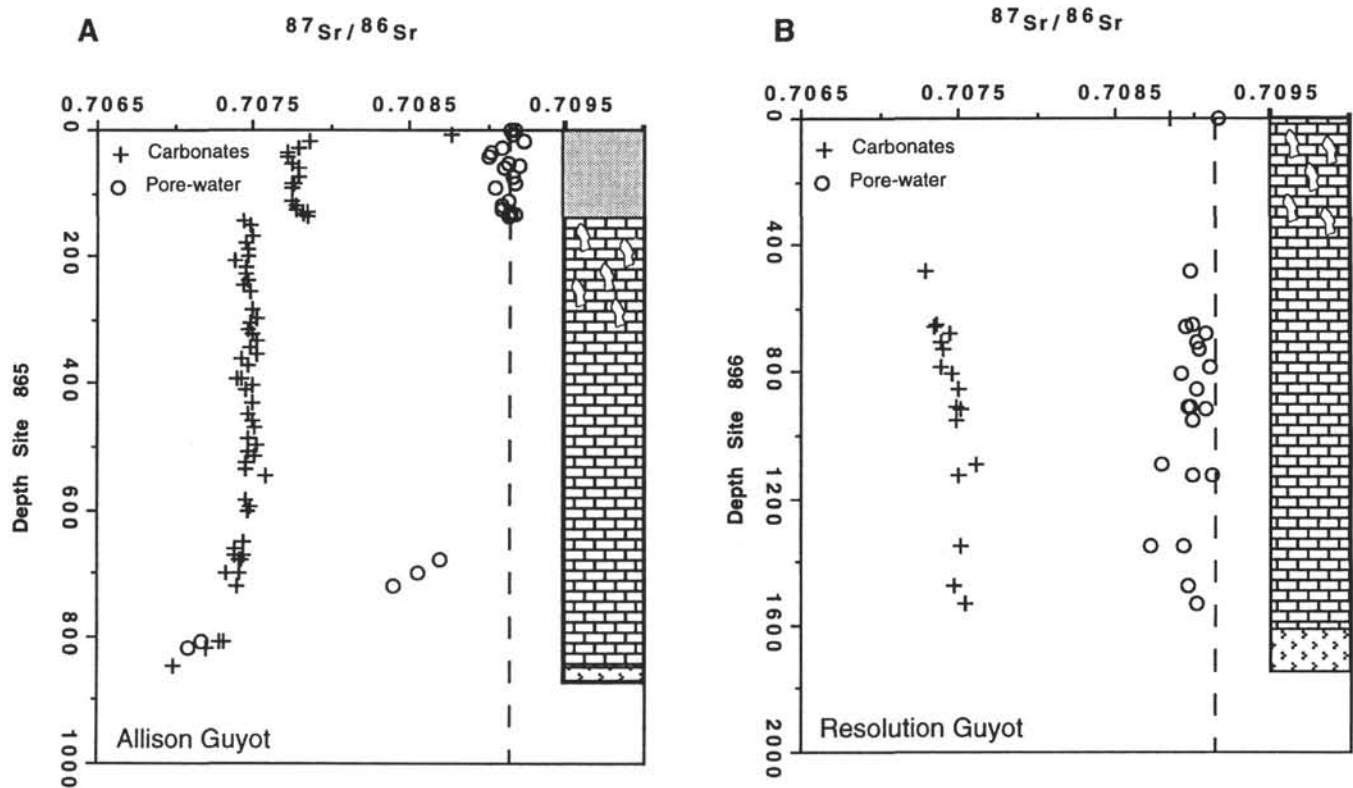 A
87Sr/86Sr
0.7065 0.7075 0.7085 0.7095
0
200
400
600
800
1000
Depth Site 865
+ Carbonates
○ Pore-water
Allison Guyot
B
87Sr/86Sr
0.7065 0.7075 0.7085 0.7095
0
400
800
1200
1600
2000
Depth Site 866
+ Carbonates
○ Pore-water
Resolution Guyot